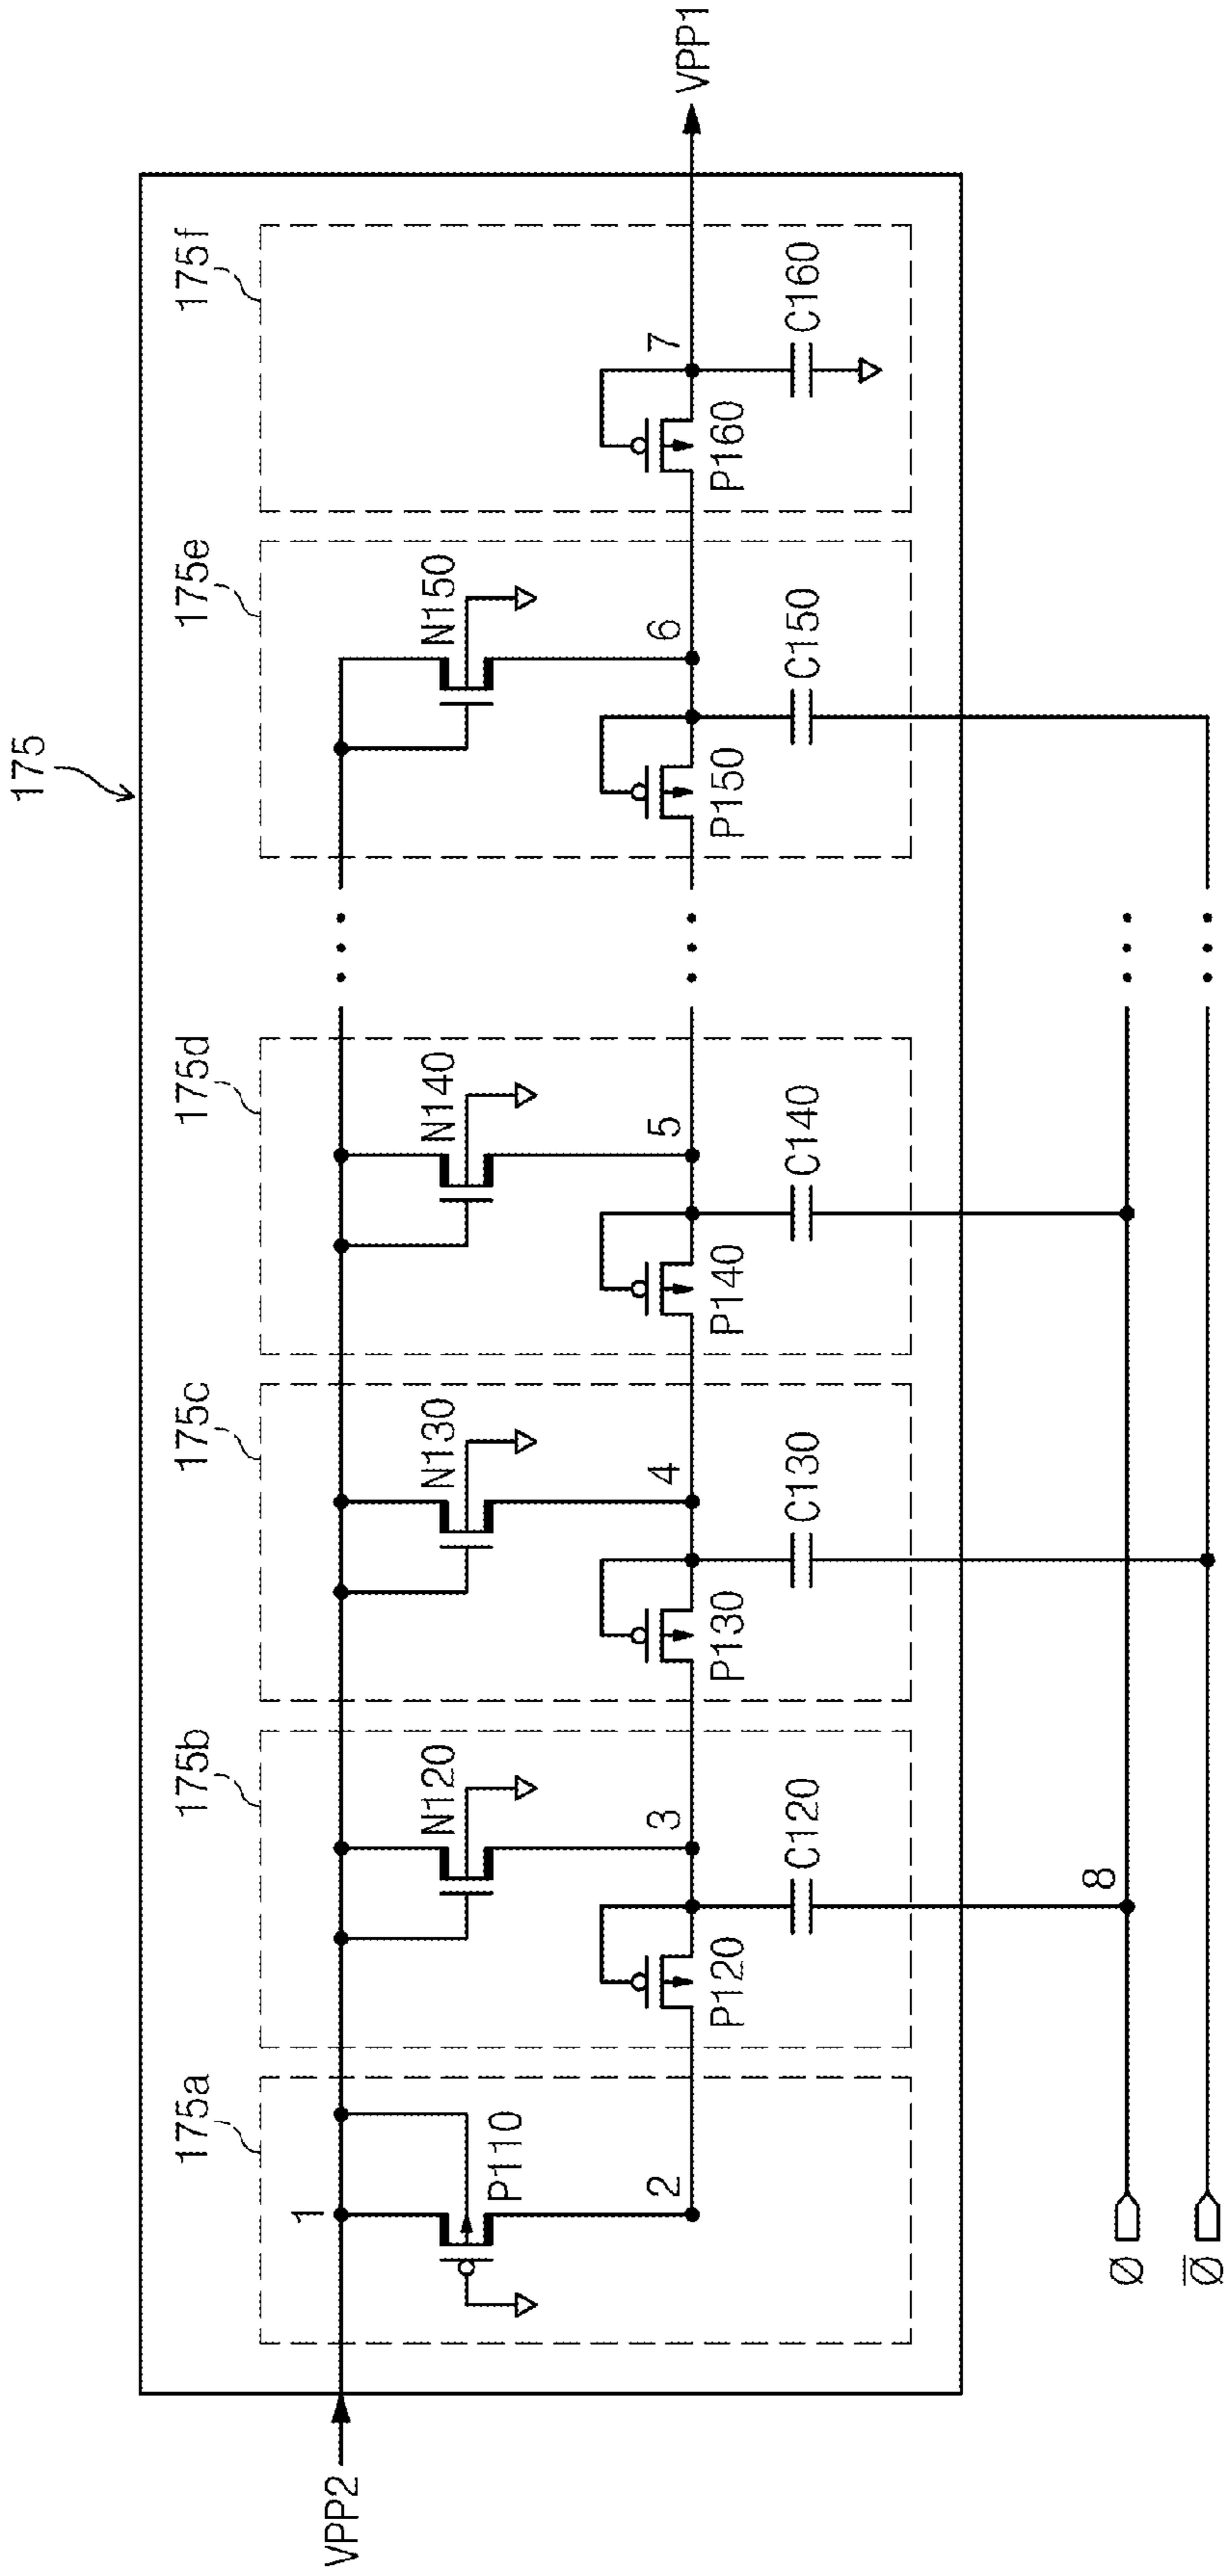 175
175a
175b
175c
175d
175e
175f
VPP2
1
P110
N120
N130
N140
N150
2
3
4
5
6
7
VPP1
P120
P130
P140
P150
P160
C120
C130
C140
C150
C160
8
Ø
Ø̅